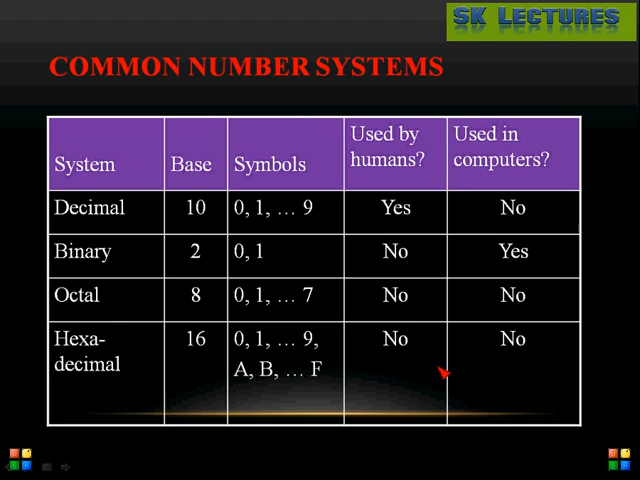 SK LECTURES
COMMON NUMBER SYSTEMS
System Base Symbols Used by humans? Used in computers?
Decimal 10 0, 1, … 9 Yes No
Binary 2 0, 1 No Yes
Octal 8 0, 1, … 7 No No
Hexa-
decimal 16 0, 1, … 9, No No
A, B, … F